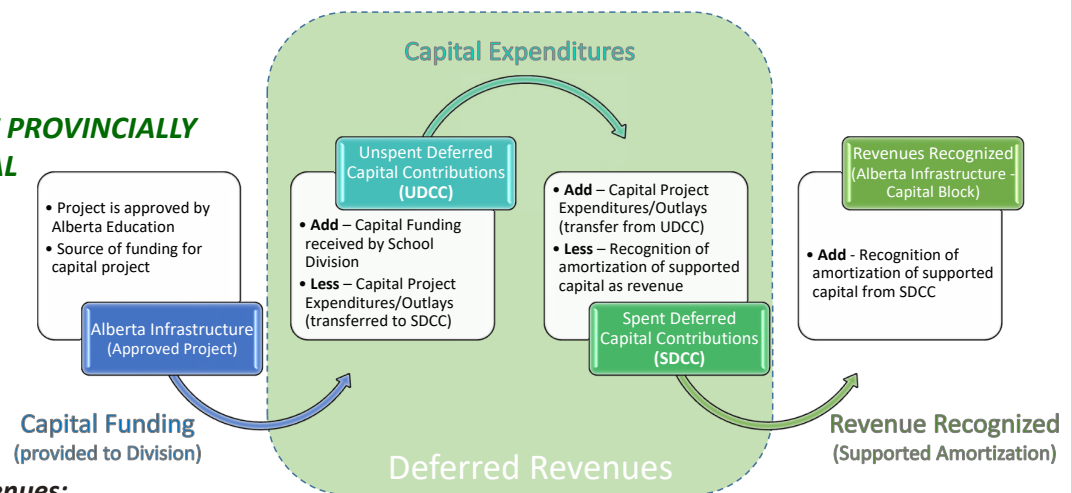 Capital Expenditures
PROVINCIALLY
Unspent Deferred
Capital Contributions
(UDCC)
Revenues Recognized
(Alberta Infrastructure -
Capital Block)
• Project is approved by
Alberta Education
• Source of funding for
capital project
Alberta Infrastructure
(Approved Project)
• Add – Capital Funding
received by School
Division
• Less – Capital Project
Expenditures/Outlays
(transferred to SDCC)
• Add – Capital Project
Expenditures/Outlays
(transfer from UDCC)
• Less – Recognition of
amortization of supported
capital as revenue
Spent Deferred
Capital Contributions
(SDCC)
• Add - Recognition of
amortization of supported
capital from SDCC
Capital Funding
(provided to Division)
Revenue Recognized
(Supported Amortization)
Deferred Revenues